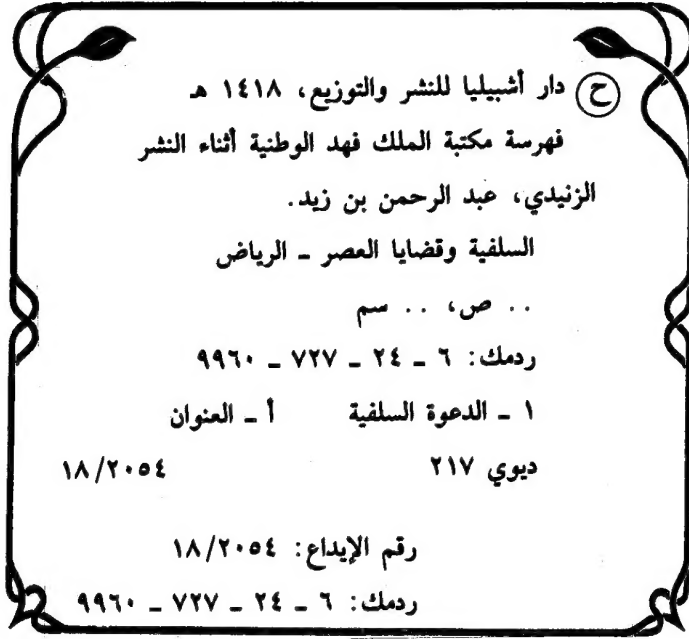 ح دار أشبيليا للنشر والتوزيع، ١٤١٨ هـ
فهرسة مكتبة الملك فهد الوطنية أثناء النشر
الزنيدي، عبد الرحمن بن زيد.
السلفية وقضايا العصر ـ الرياض
.. ص، .. سم
ردمك: ٦ ـ ٢٤ ـ ٧٢٧ ـ ٩٩٦٠
١ ـ الدعوة السلفية أ ـ العنوان
ديوي ٢١٧ ١٨/٢٠٥٤
رقم الإيداع: ١٨/٢٠٥٤
ردمك: ٦ ـ ٢٤ ـ ٧٢٧ ـ ٩٩٦٠